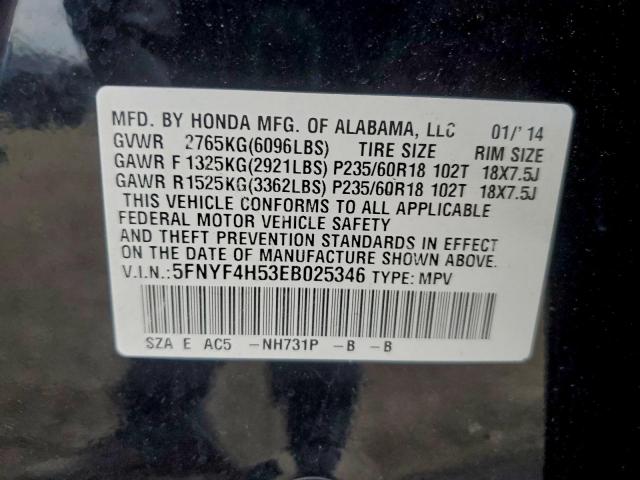 MFD. BY HONDA MFG. OF ALABAMA, LLC 01/'14
GVWR 2765KG(6096LBS) TIRE SIZE RIM SIZE
GAWR F 1325KG(2921LBS) P235/60R18 102T 18X7.5J
GAWR R1525KG(3362LBS) P235/60R18 102T 18X7.5J
THIS VEHICLE CONFORMS TO ALL APPLICABLE
FEDERAL MOTOR VEHICLE SAFETY
AND THEFT PREVENTION STANDARDS IN EFFECT
ON THE DATE OF MANUFACTURE SHOWN ABOVE.
V.I.N.:5FNYF4H53EB025346 TYPE: MPV
SZA E AC5 -NH731P -B -B